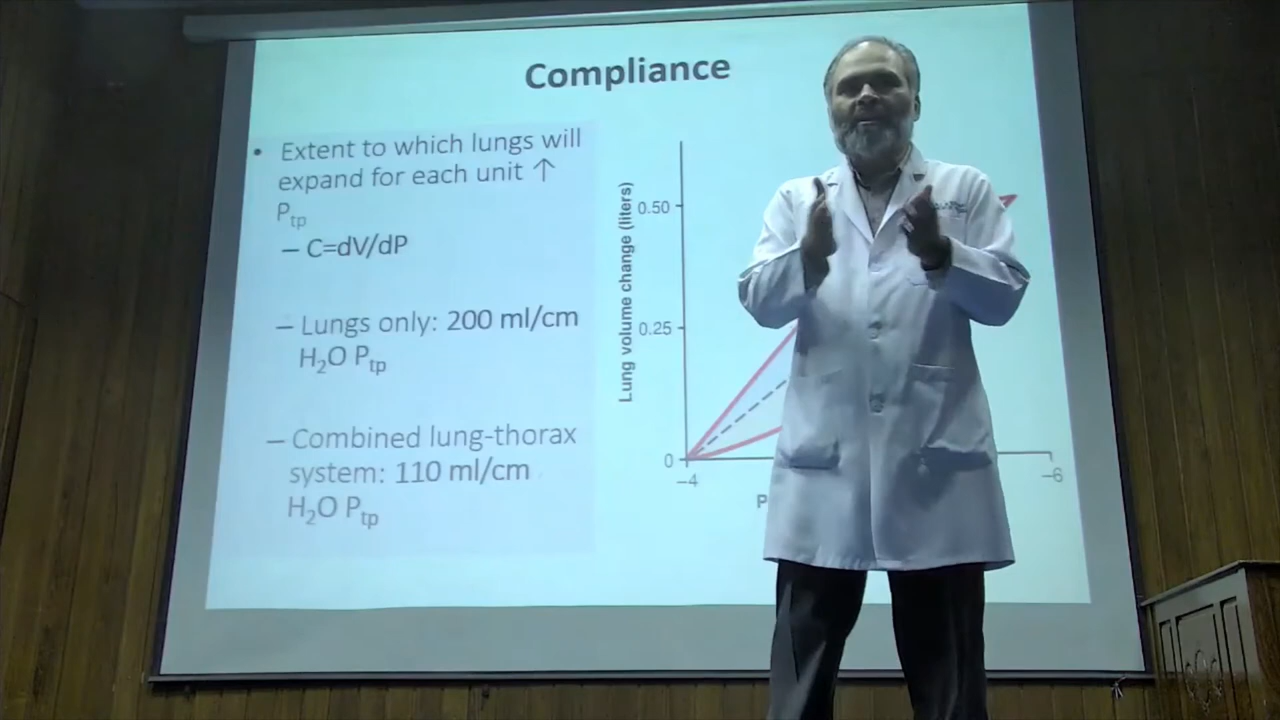 Compliance
• Extent to which lungs will
expand for each unit ↑
Ptp
– C=dV/dP
– Lungs only: 200 ml/cm
H2O Ptp
– Combined lung-thorax
system: 110 ml/cm
H2O Ptp
Lung volume change (liters)
0.50
0.25
0
–4
–6
P